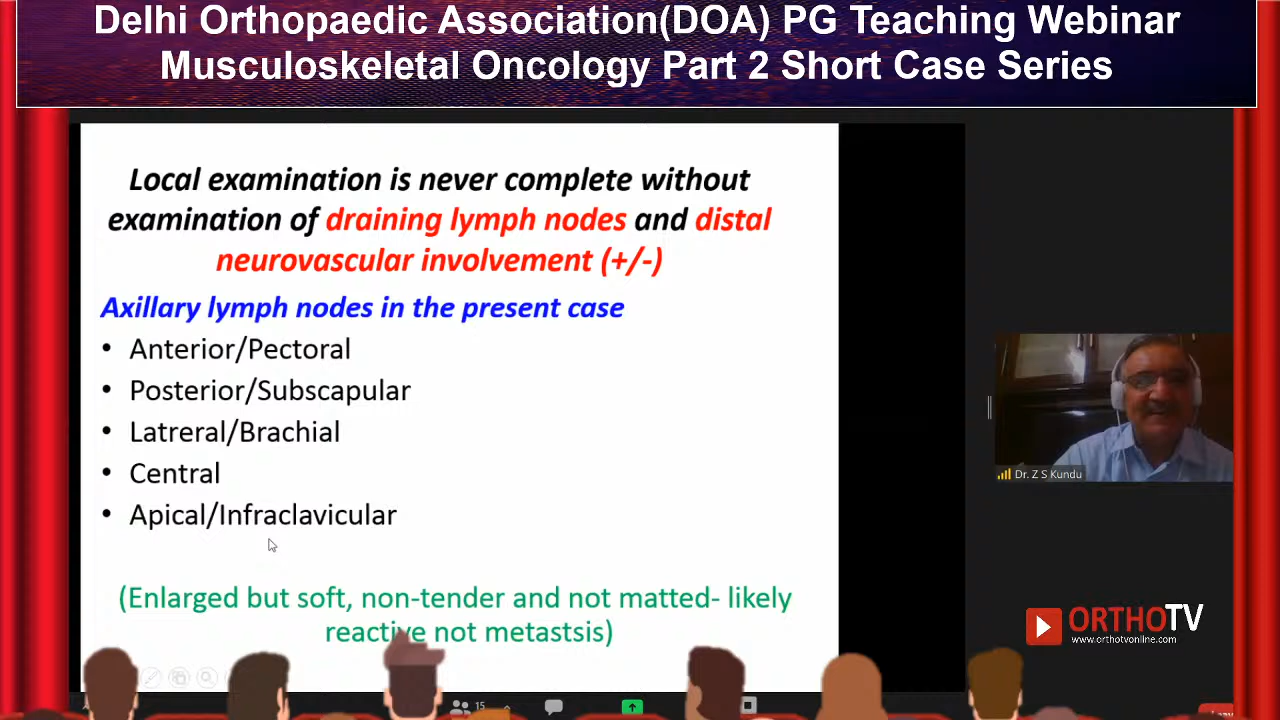 Delhi Orthopaedic Association(DOA) PG Teaching Webinar
Musculoskeletal Oncology Part 2 Short Case Series
Local examination is never complete without
examination of draining lymph nodes and distal
neurovascular involvement (+/-)
Axillary lymph nodes in the present case
• Anterior/Pectoral
• Posterior/Subscapular
• Latreral/Brachial
• Central
• Apical/Infraclavicular
(Enlarged but soft, non-tender and not matted- likely
reactive not metastsis)
Dr. Z S Kundu
ORTHOTV
www.orthotvonline.com
15